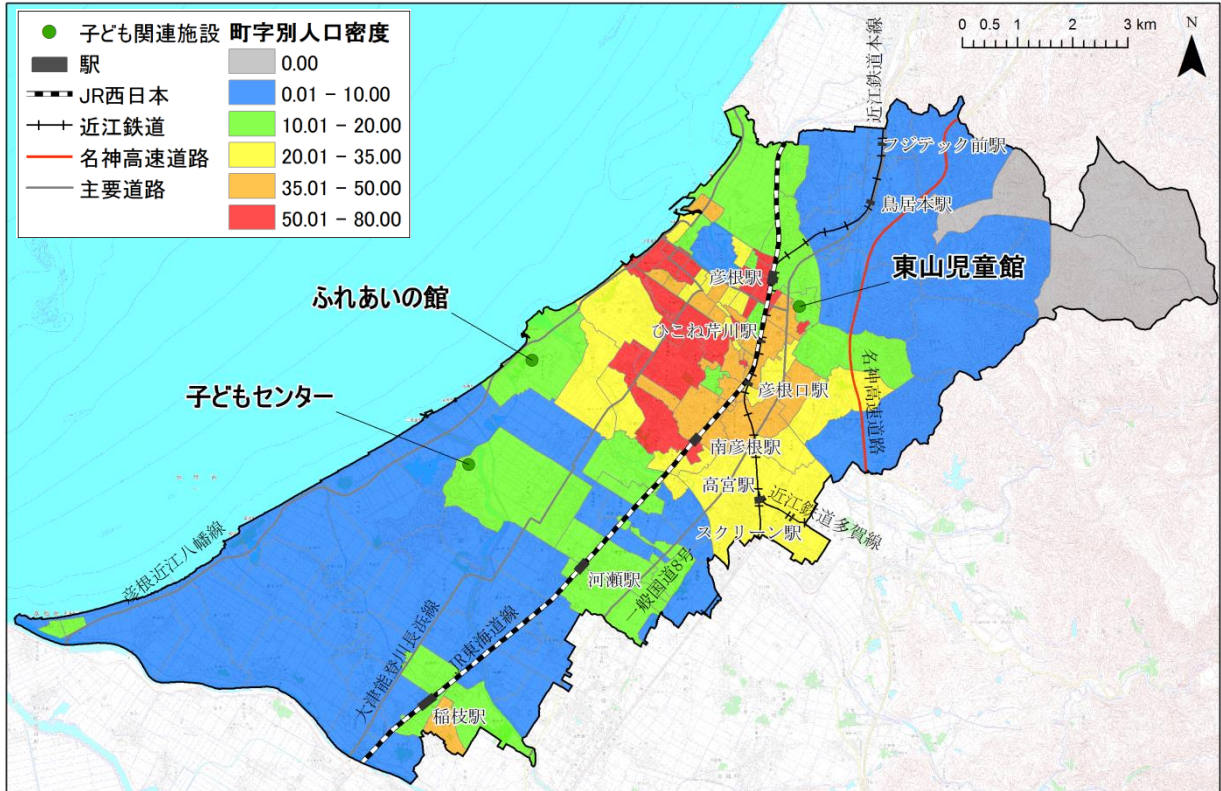 子ども関連施設
駅
JR西日本
近江鉄道
名神高速道路
主要道路
町字別人口密度
0.00
0.01 - 10.00
10.01 - 20.00
20.01 - 35.00
35.01 - 50.00
50.01 - 80.00
0 0.5 1 2 3 km
N
近江鉄道本線
フジテック前駅
鳥居本駅
彦根駅
東山児童館
ふれあいの館
ひこね芹川駅
子どもセンター
彦根口駅
名神高速道路
南彦根駅
高宮駅
近江鉄道多賀線
スクリーン駅
彦根近江八幡線
河瀬駅
一般国道8号
大津能登川長浜線
JR東海道線
稲枝駅